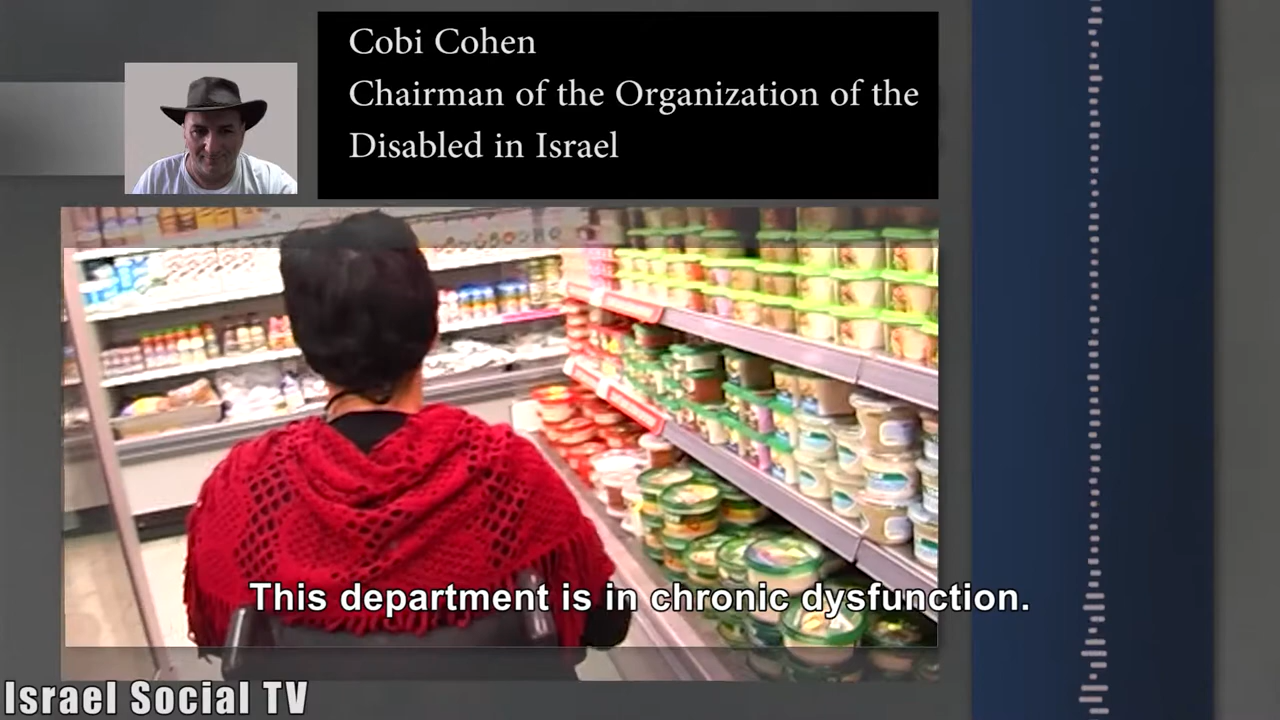 Cobi Cohen
Chairman of the Organization of the
Disabled in Israel
This department is in chronic dysfunction.
Israel Social TV